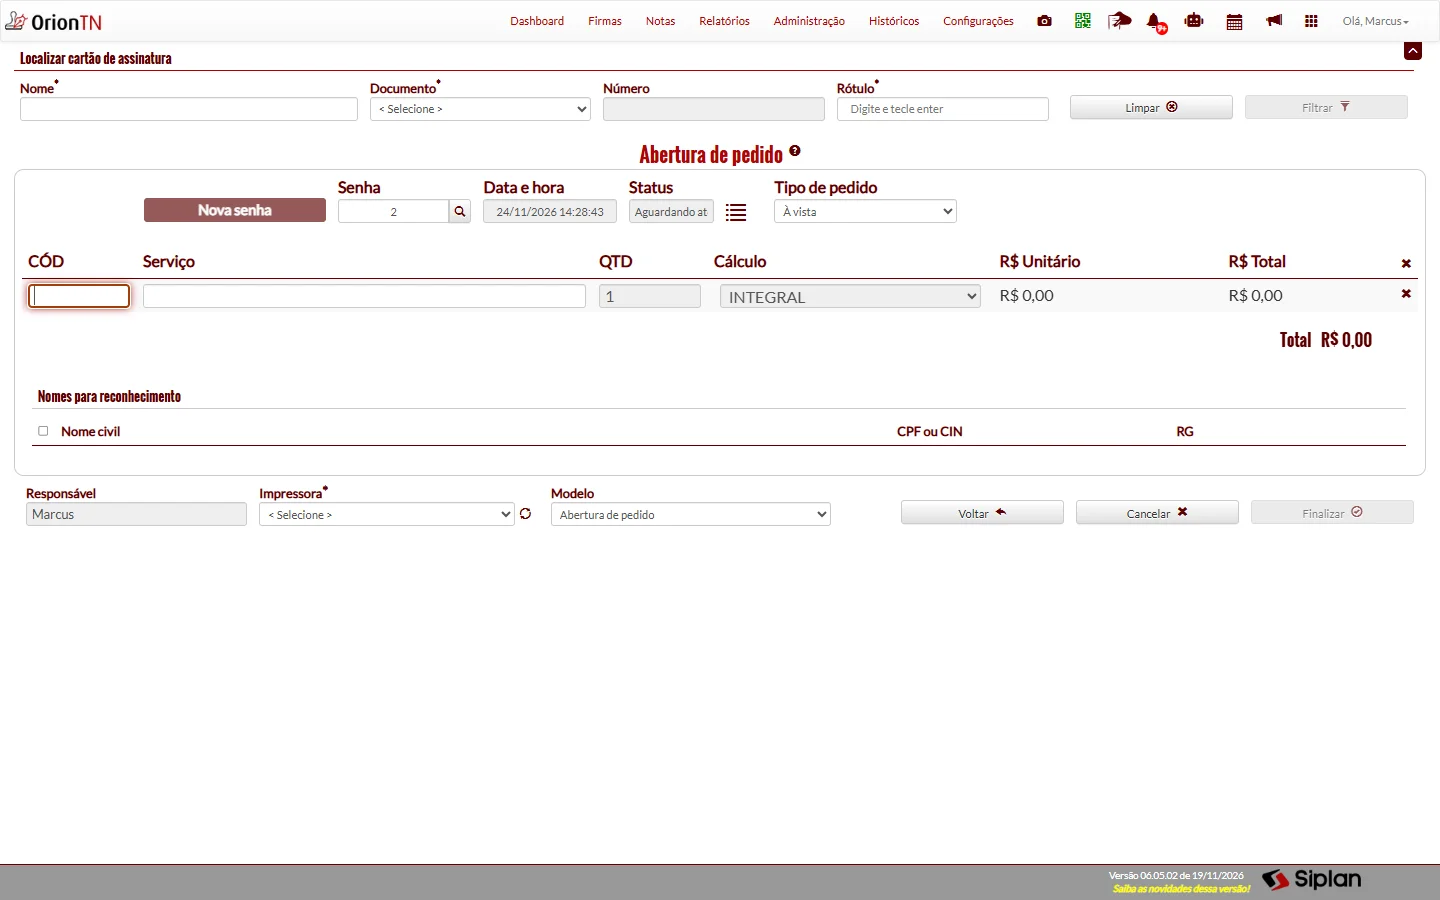 OrionTN
Dashboard Firmas Notas Relatórios Administração Históricos Configurações 9+ Olá, Marcus
Localizar cartão de assinatura
Nome* Documento* Número Rótulo*
< Selecione > Digite e tecle enter Limpar Filtrar
Abertura de pedido
Senha Data e hora Status Tipo de pedido
Nova senha 2 24/11/2026 14:28:43 Aguardando at À vista
CÓD Serviço QTD Cálculo R$ Unitário R$ Total
1 INTEGRAL R$ 0,00 R$ 0,00
Total R$ 0,00
Nomes para reconhecimento
Nome civil CPF ou CIN RG
Responsável Impressora* Modelo
Marcus < Selecione > Abertura de pedido Voltar Cancelar Finalizar
Versão 06.05.02 de 19/11/2026
Saiba as novidades dessa versão!
Siplan